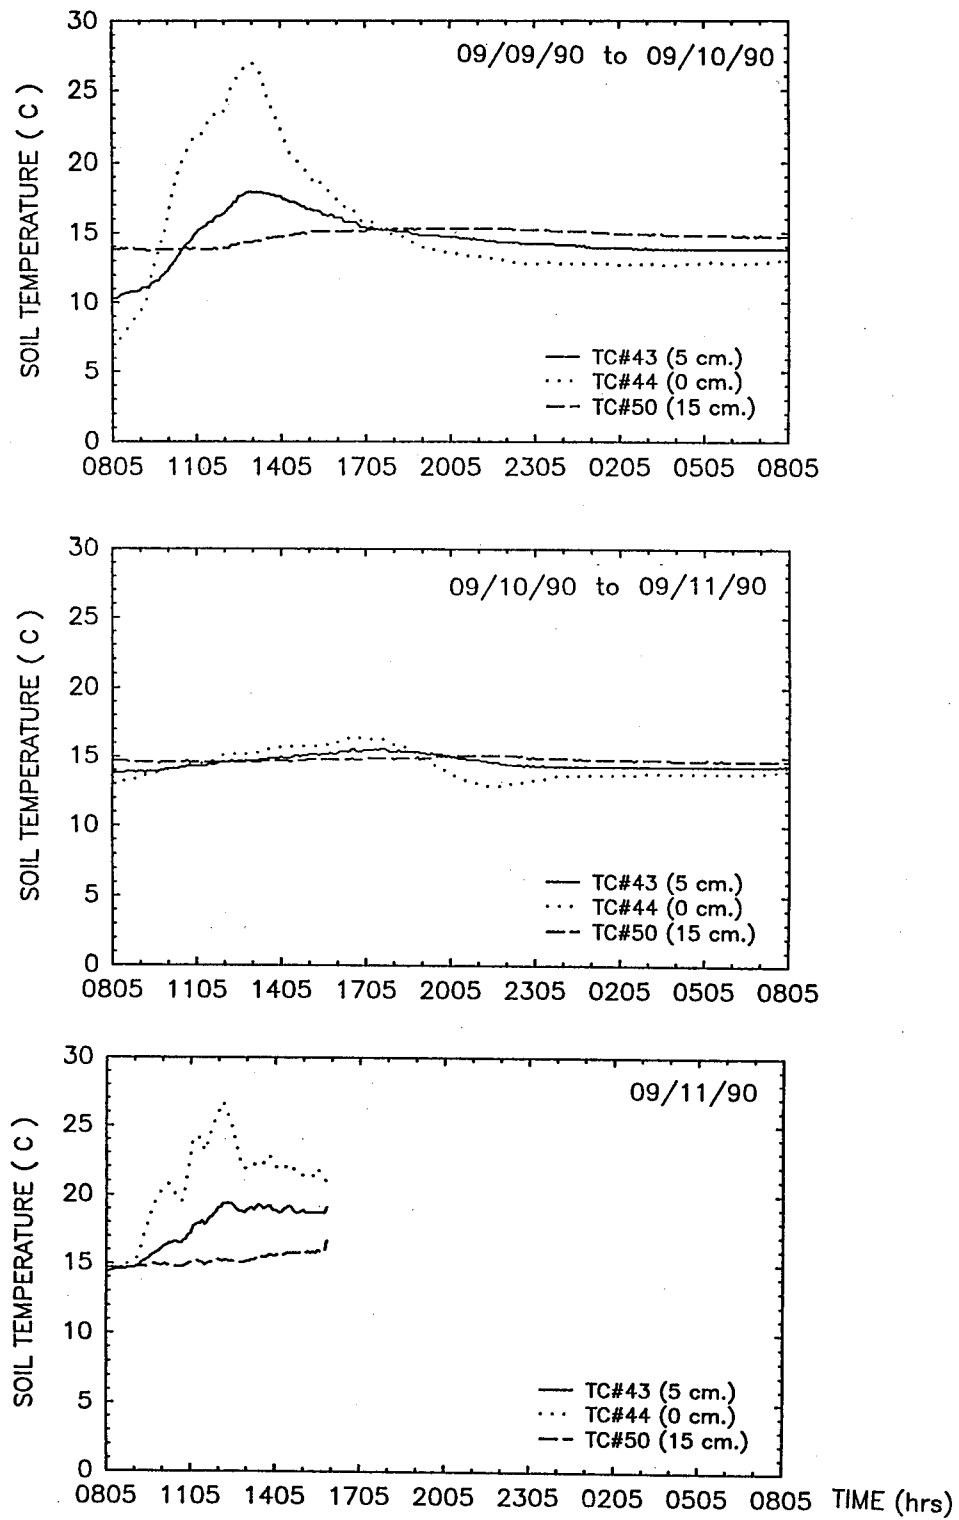 30
09/09/90 to 09/10/90
25
20
15
10
5
0
SOIL TEMPERATURE ( C )
TC#43 (5 cm.)
TC#44 (0 cm.)
TC#50 (15 cm.)
0805 1105 1405 1705 2005 2305 0205 0505 0805
30
09/10/90 to 09/11/90
25
20
15
10
5
0
SOIL TEMPERATURE ( C )
TC#43 (5 cm.)
TC#44 (0 cm.)
TC#50 (15 cm.)
0805 1105 1405 1705 2005 2305 0205 0505 0805
30
09/11/90
25
20
15
10
5
0
SOIL TEMPERATURE ( C )
TC#43 (5 cm.)
TC#44 (0 cm.)
TC#50 (15 cm.)
0805 1105 1405 1705 2005 2305 0205 0505 0805 TIME (hrs)